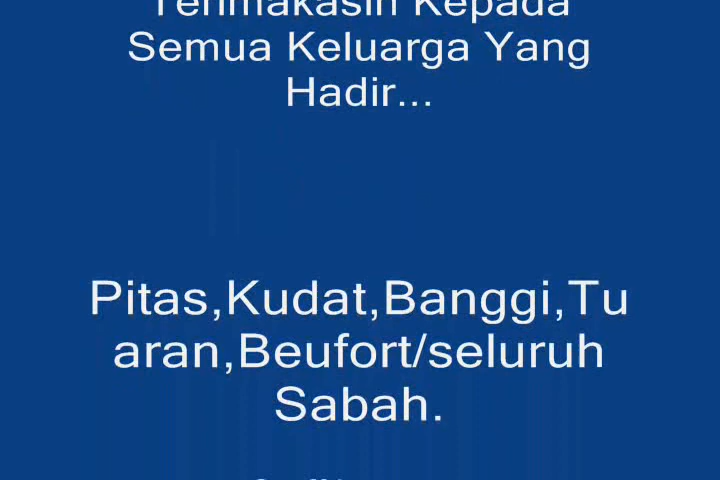 Terimakasih Kepada
Semua Keluarga Yang
Hadir...
Pitas,Kudat,Banggi,Tu
aran,Beufort/seluruh
Sabah.